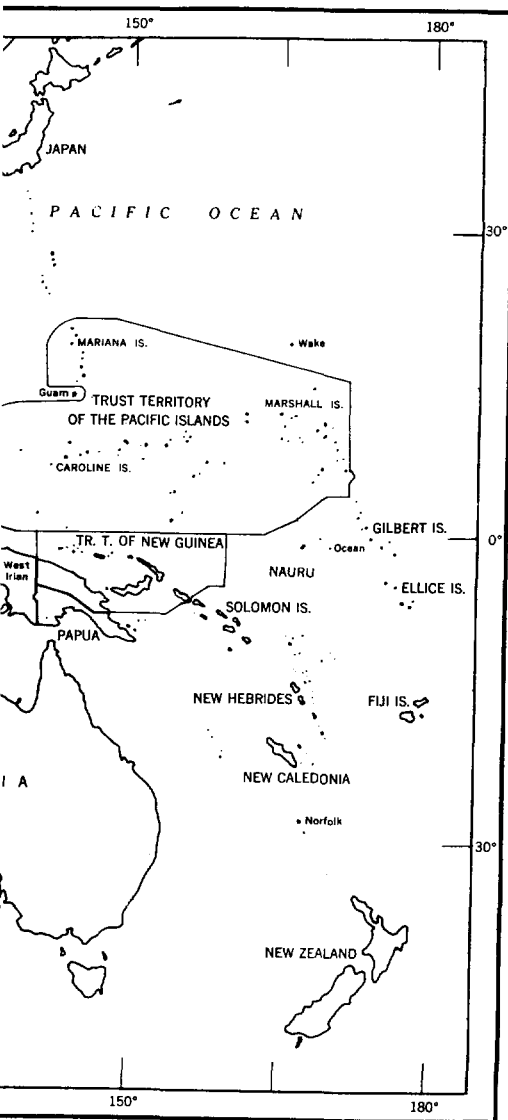 150°
180°
JAPAN
PACIFIC OCEAN
30°
MARIANA IS.
Wake
Guam
TRUST TERRITORY
OF THE PACIFIC ISLANDS
MARSHALL IS.
CAROLINE IS.
GILBERT IS.
TR. T. OF NEW GUINEA
Ocean
0°
West
Irian
NAURU
ELLICE IS.
SOLOMON IS.
PAPUA
NEW HEBRIDES
FIJI IS.
NEW CALEDONIA
I A
Norfolk
30°
NEW ZEALAND
150°
180°